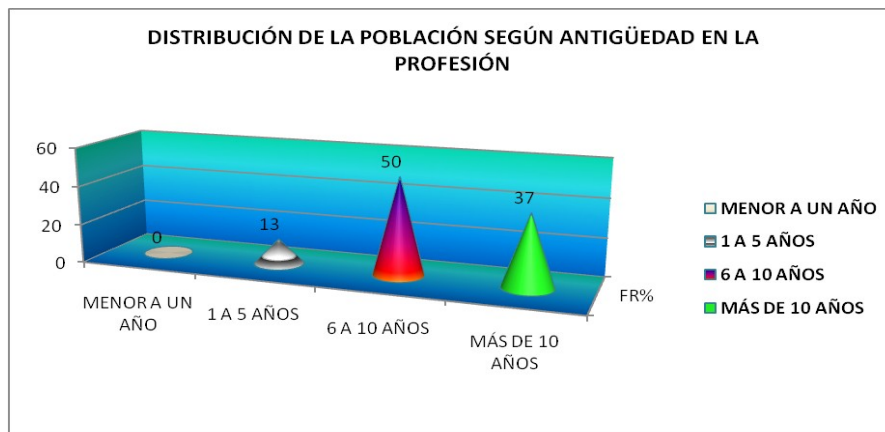 DISTRIBUCIÓN DE LA POBLACIÓN SEGÚN ANTIGÜEDAD EN LA
PROFESIÓN
60
40
20
0
0
13
50
37
MENOR A UN
AÑO
1 A 5 AÑOS
6 A 10 AÑOS
MÁS DE 10
AÑOS
FR%
MENOR A UN AÑO
1 A 5 AÑOS
6 A 10 AÑOS
MÁS DE 10 AÑOS